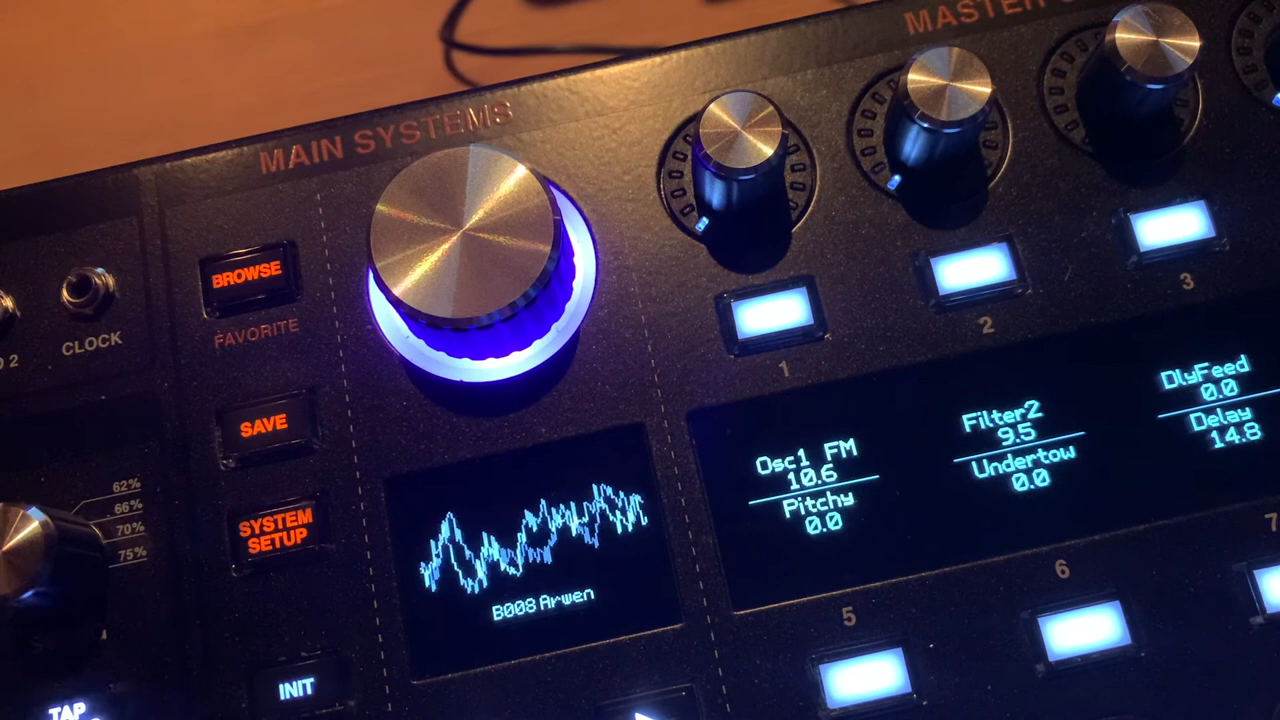 MASTER
MAIN SYSTEMS
BROWSE
FAVORITE
CLOCK
2
SAVE
SYSTEM
SETUP
INIT
TAP
62%
66%
70%
75%
B008 Arwen
1
2
3
Osc1 FM
10.6
Pitchy
0.0
Filter2
9.5
Undertow
0.0
DlyFeed
0.0
Delay
14.8
5
6
7